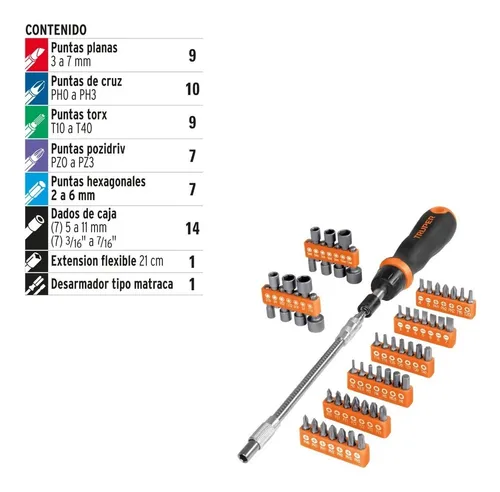 CONTENIDO
Puntas planas
3 a 7 mm
9
Puntas de cruz
PH0 a PH3
10
Puntas torx
T10 a T40
9
Puntas pozidriv
PZ0 a PZ3
7
Puntas hexagonales
2 a 6 mm
7
Dados de caja
(7) 5 a 11 mm
(7) 3/16" a 7/16"
14
Extension flexible 21 cm
1
Desarmador tipo matraca
1
TRUPER